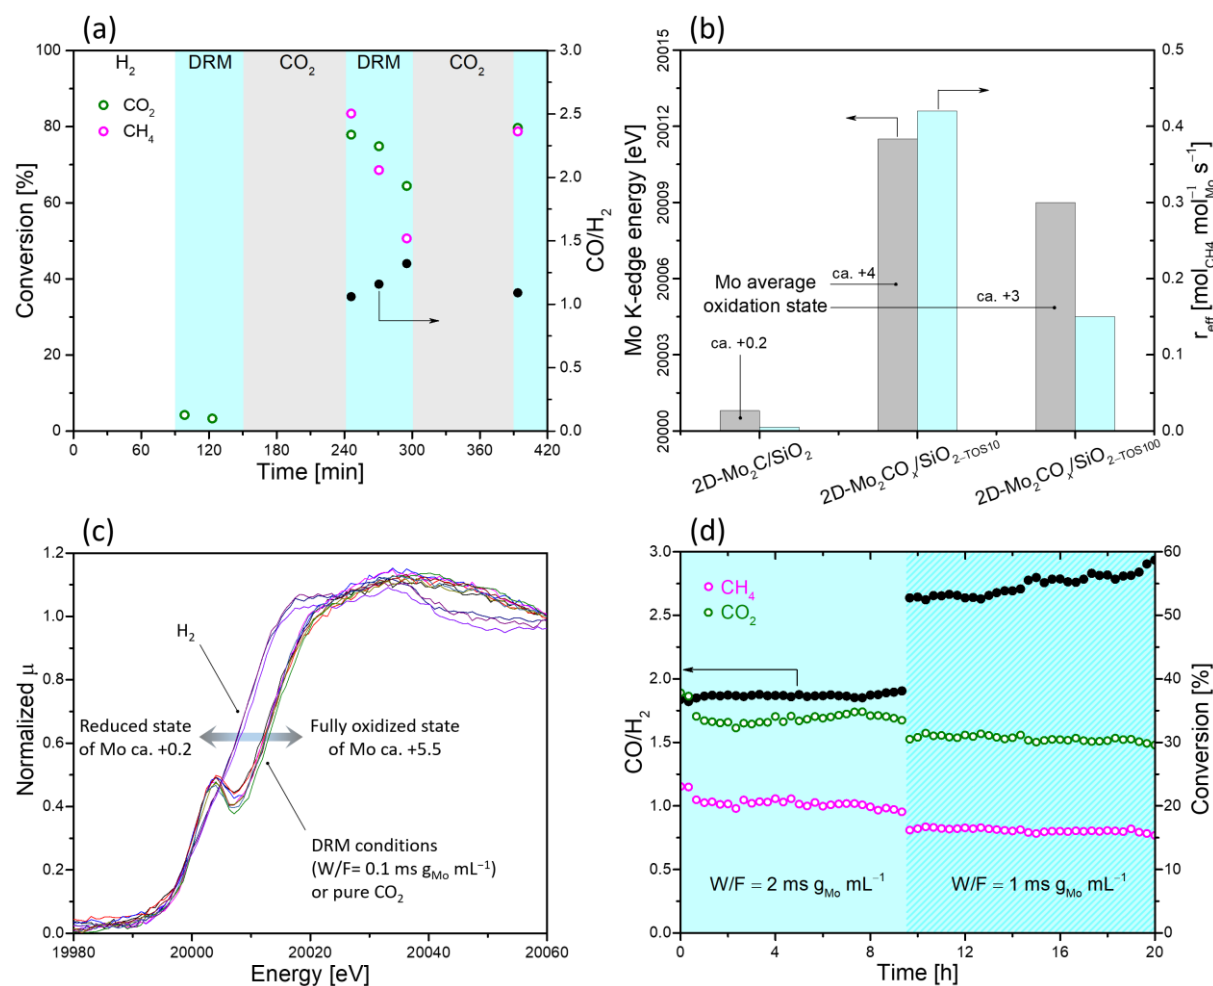 (a)
100
80
60
40
20
0
Conversion [%]
H₂
DRM
CO₂
DRM
CO₂
CO₂
CH₄
3.0
2.5
2.0
1.5
1.0
0.5
0.0
CO/H₂
0 60 120 180 240 300 360 420
Time [min]
(b)
20015
20012
20009
20006
20003
20000
Mo K-edge energy [eV]
Mo average
oxidation state
ca. +0.2
ca. +4
ca. +3
0.5
0.4
0.3
0.2
0.1
0.0
r_eff [mol_CH4 mol⁻¹_Mo s⁻¹]
2D-Mo₂C/SiO₂
2D-Mo₂COₓ/SiO₂₋TOS10
2D-Mo₂COₓ/SiO₂₋TOS100
(c)
1.2
1.0
0.8
0.6
0.4
0.2
0.0
Normalized μ
H₂
Reduced state
of Mo ca. +0.2
Fully oxidized state
of Mo ca. +5.5
DRM conditions
(W/F= 0.1 ms g_Mo mL⁻¹)
or pure CO₂
19980 20000 20020 20040 20060
Energy [eV]
(d)
3.0
2.5
2.0
1.5
1.0
0.5
0.0
CO/H₂
CH₄
CO₂
W/F = 2 ms g_Mo mL⁻¹
W/F = 1 ms g_Mo mL⁻¹
60
50
40
30
20
10
0
Conversion [%]
0 4 8 12 16 20
Time [h]